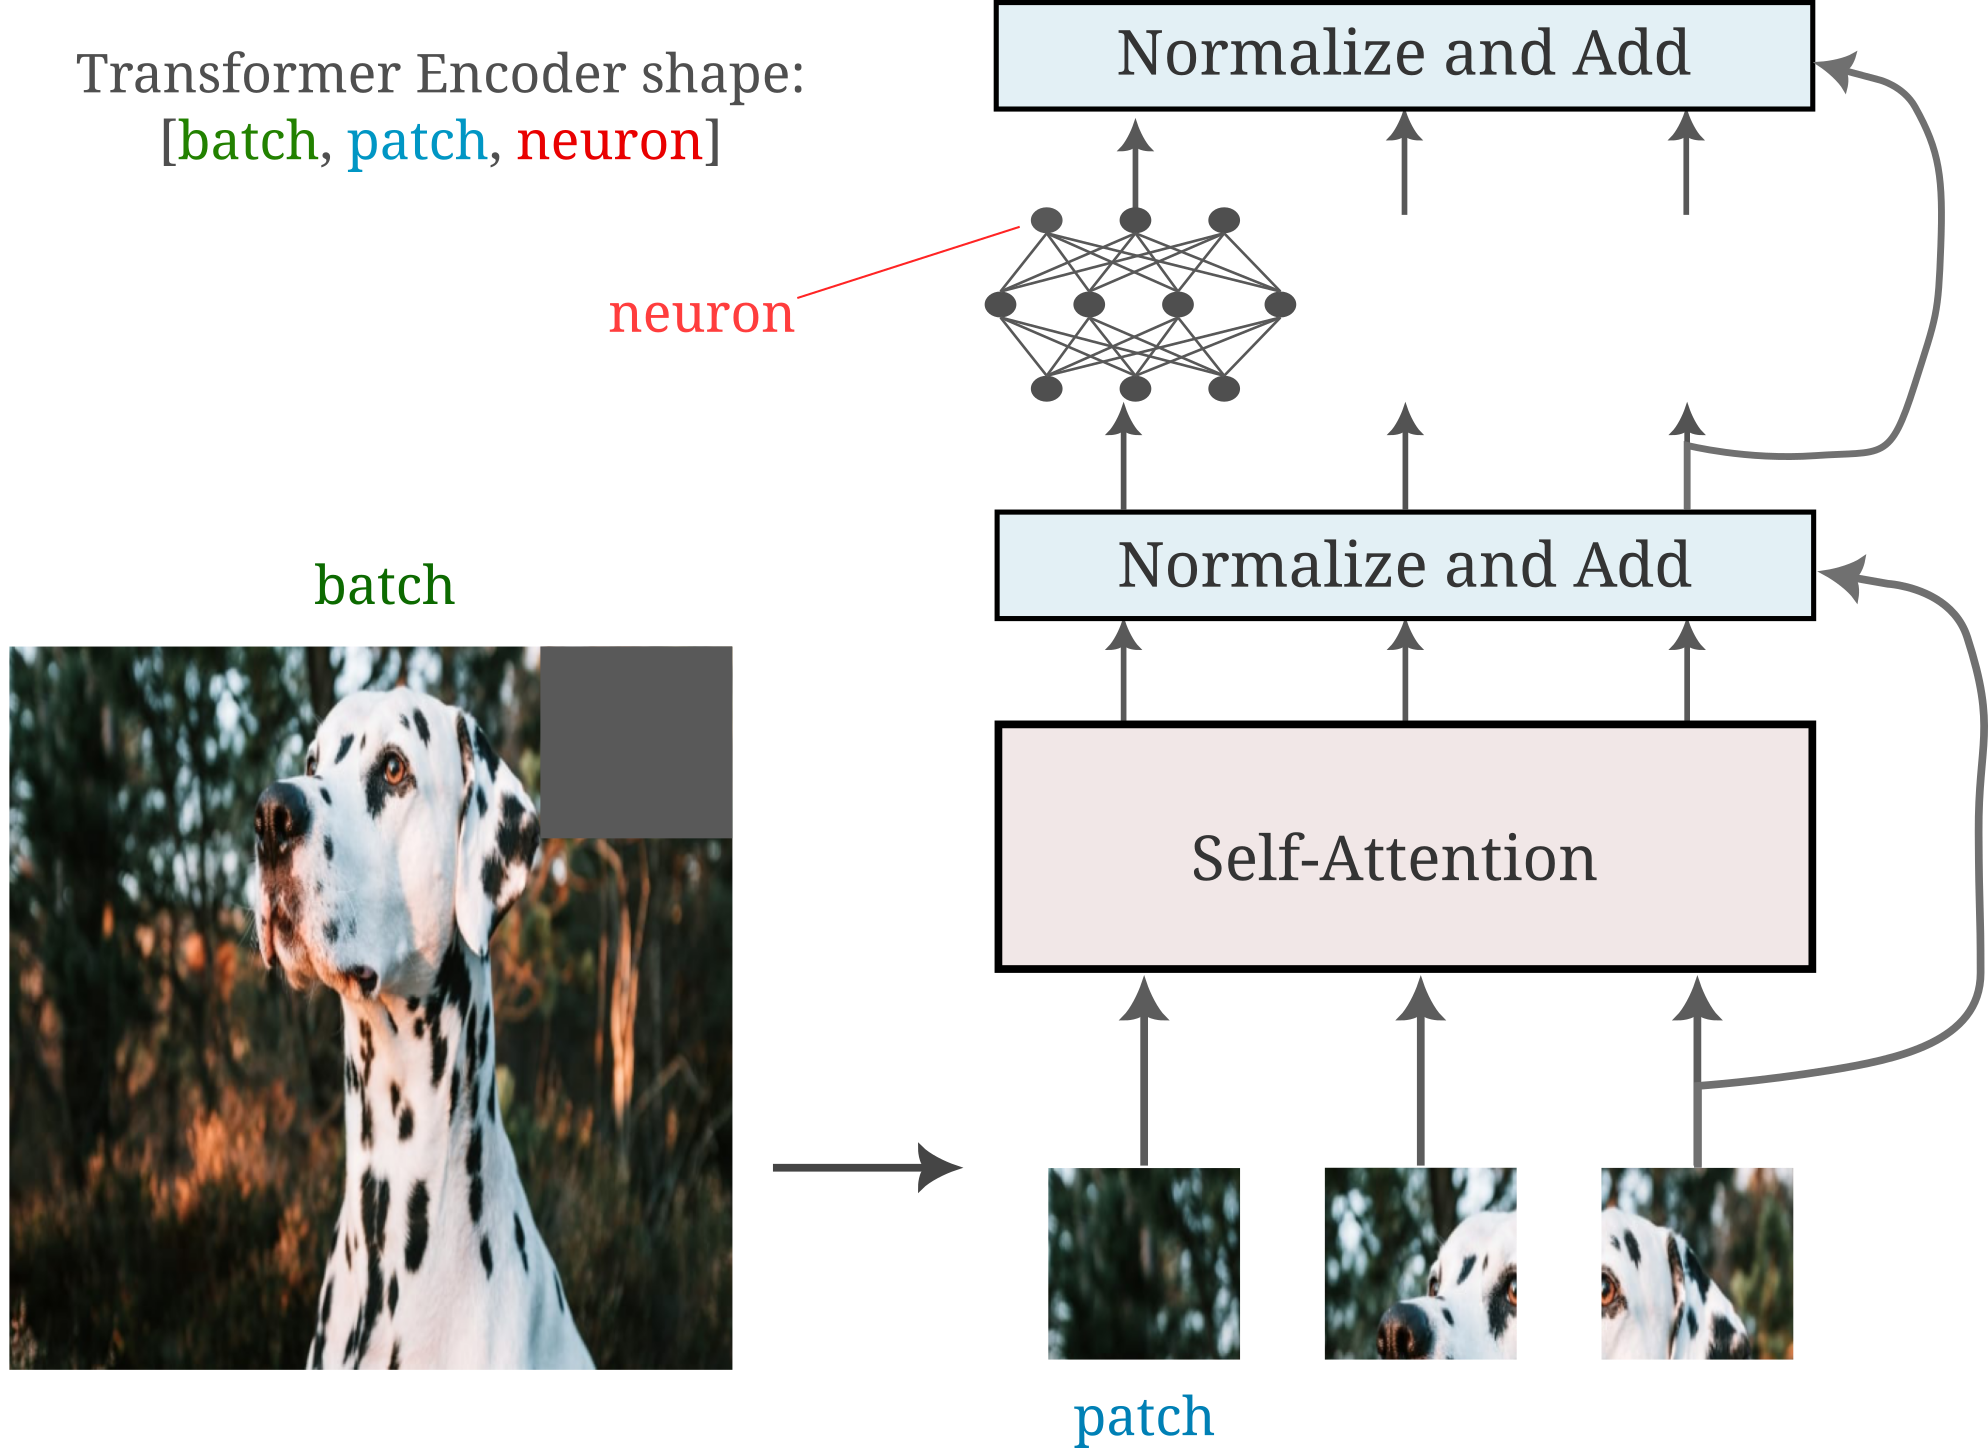 Transformer Encoder shape:
[batch, patch, neuron]
Normalize and Add
neuron
Normalize and Add
batch
Self-Attention
patch